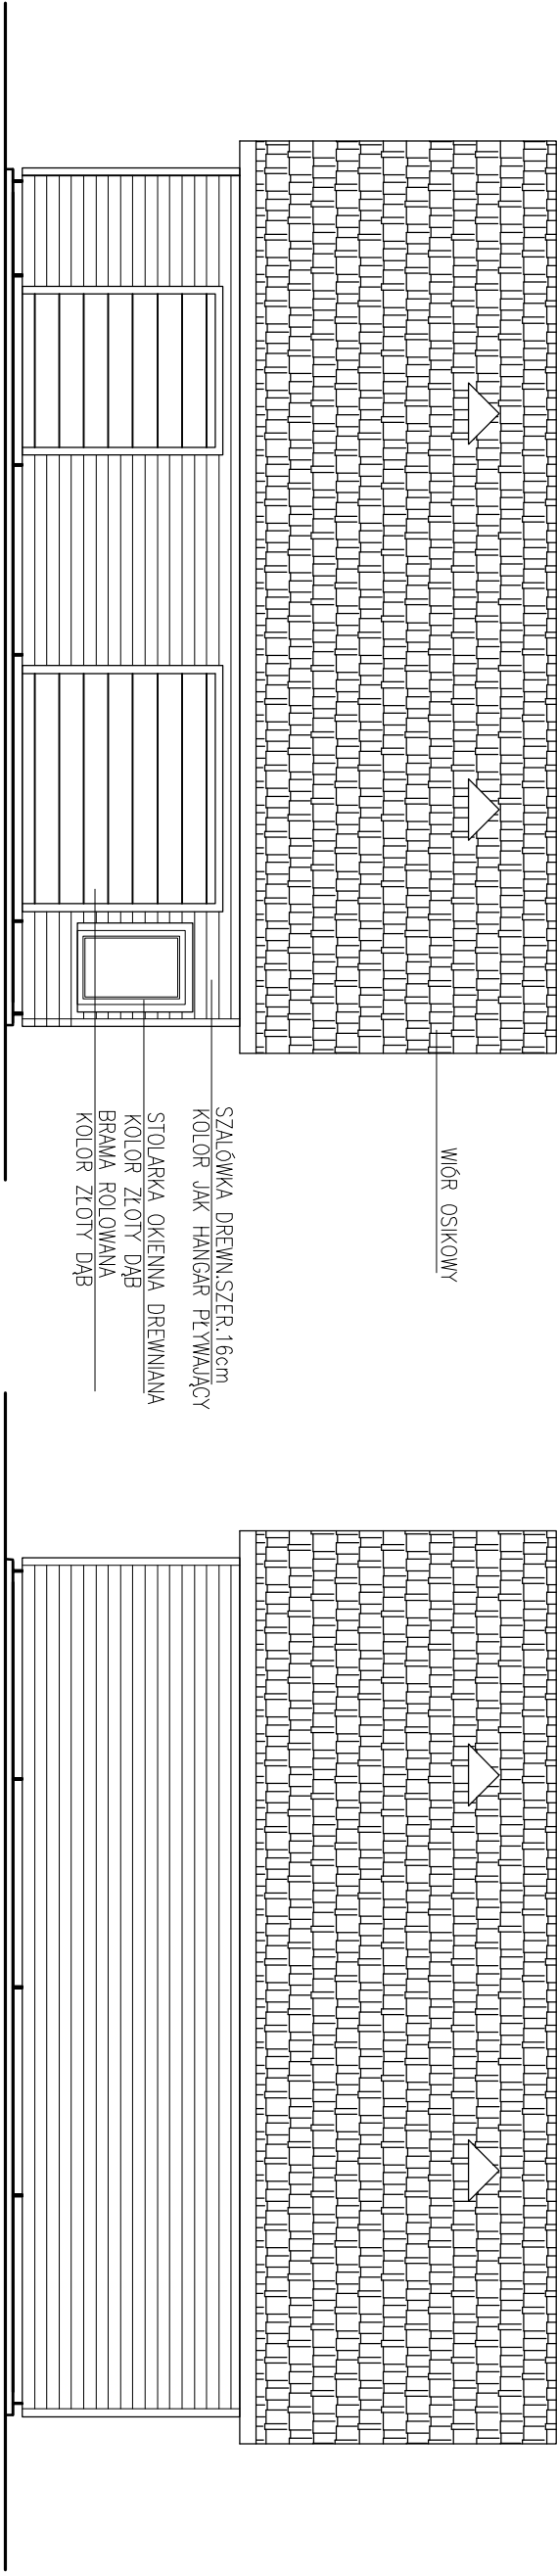 WIÓR OSIKOWY
SZALÓWKA DREWN.SZER.16cm
KOLOR JAK HANGAR PŁYWAJĄCY
STOLARKA OKIENNA DREWNIANA
KOLOR ZŁOTY DĄB
BRAMA ROLOWANA
KOLOR ZŁOTY DĄB